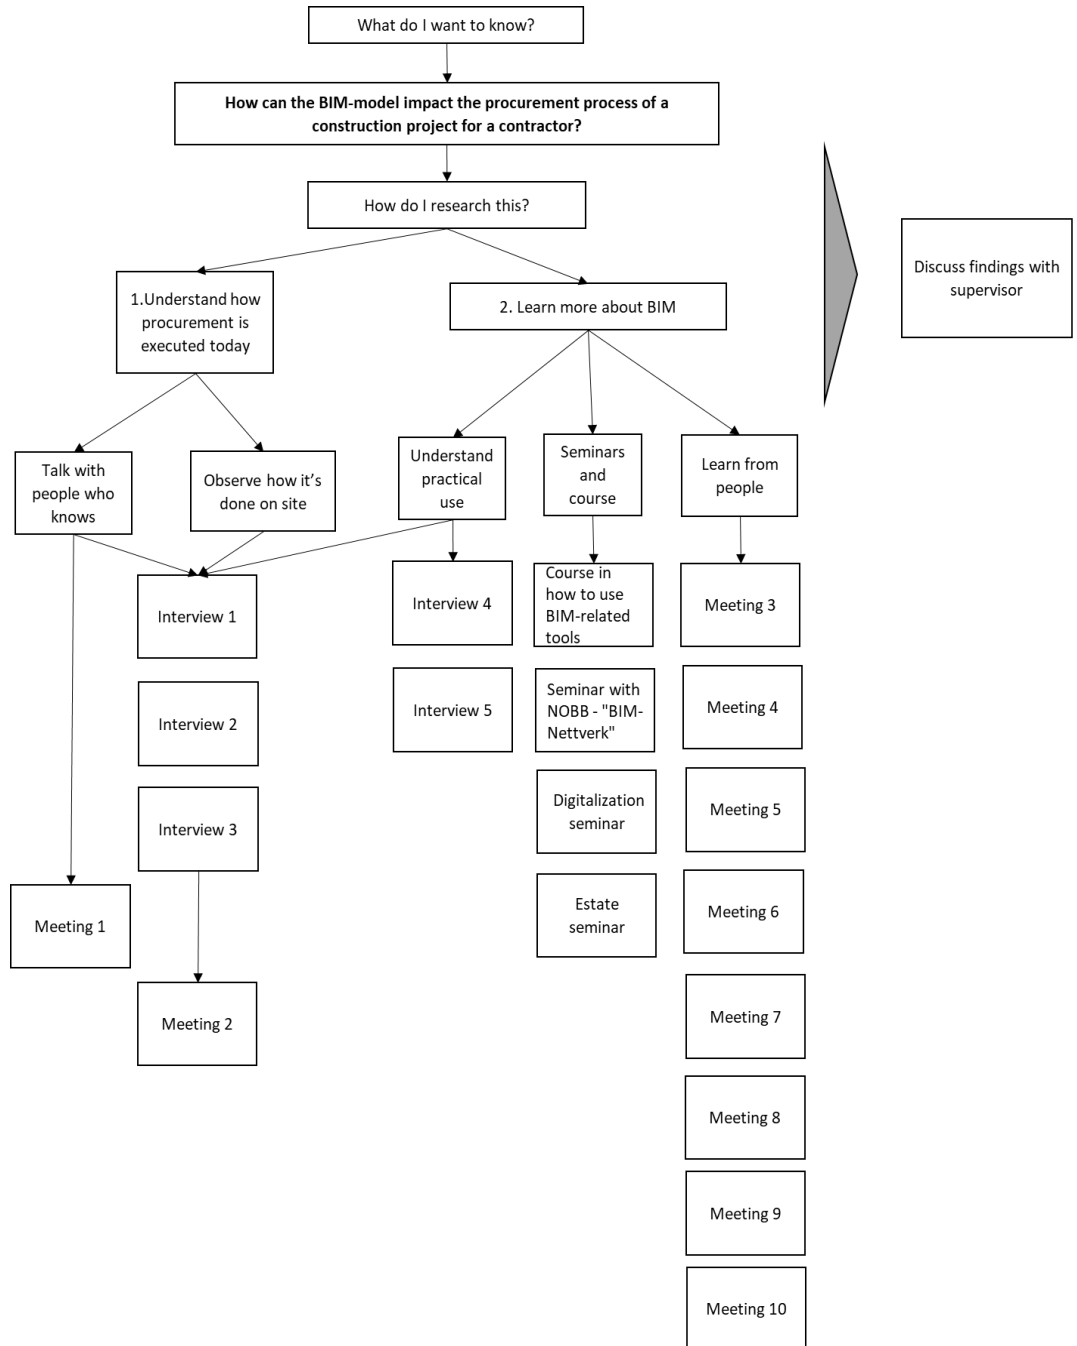 What do I want to know?
How can the BIM-model impact the procurement process of a
construction project for a contractor?
How do I research this?
1.Understand how
procurement is
executed today
2. Learn more about BIM
Discuss findings with
supervisor
Talk with
people who
knows
Observe how it’s
done on site
Understand
practical
use
Seminars
and
course
Learn from
people
Interview 1
Interview 4
Course in
how to use
BIM-related
tools
Meeting 3
Interview 2
Interview 5
Seminar with
NOBB - "BIM-
Nettverk"
Meeting 4
Interview 3
Digitalization
seminar
Meeting 5
Meeting 1
Estate
seminar
Meeting 6
Meeting 2
Meeting 7
Meeting 8
Meeting 9
Meeting 10